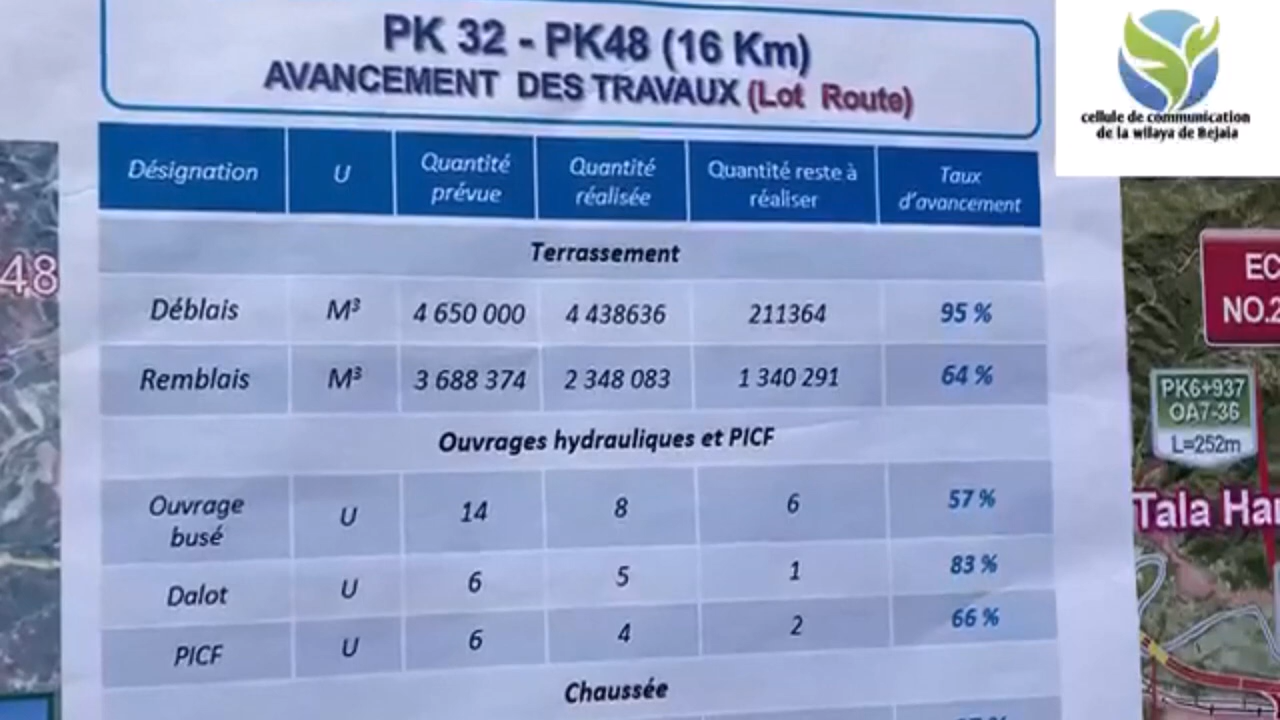 PK 32 - PK48 (16 Km)
AVANCEMENT DES TRAVAUX (Lot Route)
cellule de communication
de la wilaya de Bejaia
Désignation U Quantité prévue Quantité réalisée Quantité reste à réaliser Taux d'avancement
Terrassement
Déblais M³ 4 650 000 4 438636 211364 95 %
Remblais M³ 3 688 374 2 348 083 1 340 291 64 %
Ouvrages hydrauliques et PICF
Ouvrage busé U 14 8 6 57 %
Dalot U 6 5 1 83 %
PICF U 6 4 2 66 %
Chaussée
48
EC
NO.2
PK6+937
OA7-36
L=252m
Tala Har